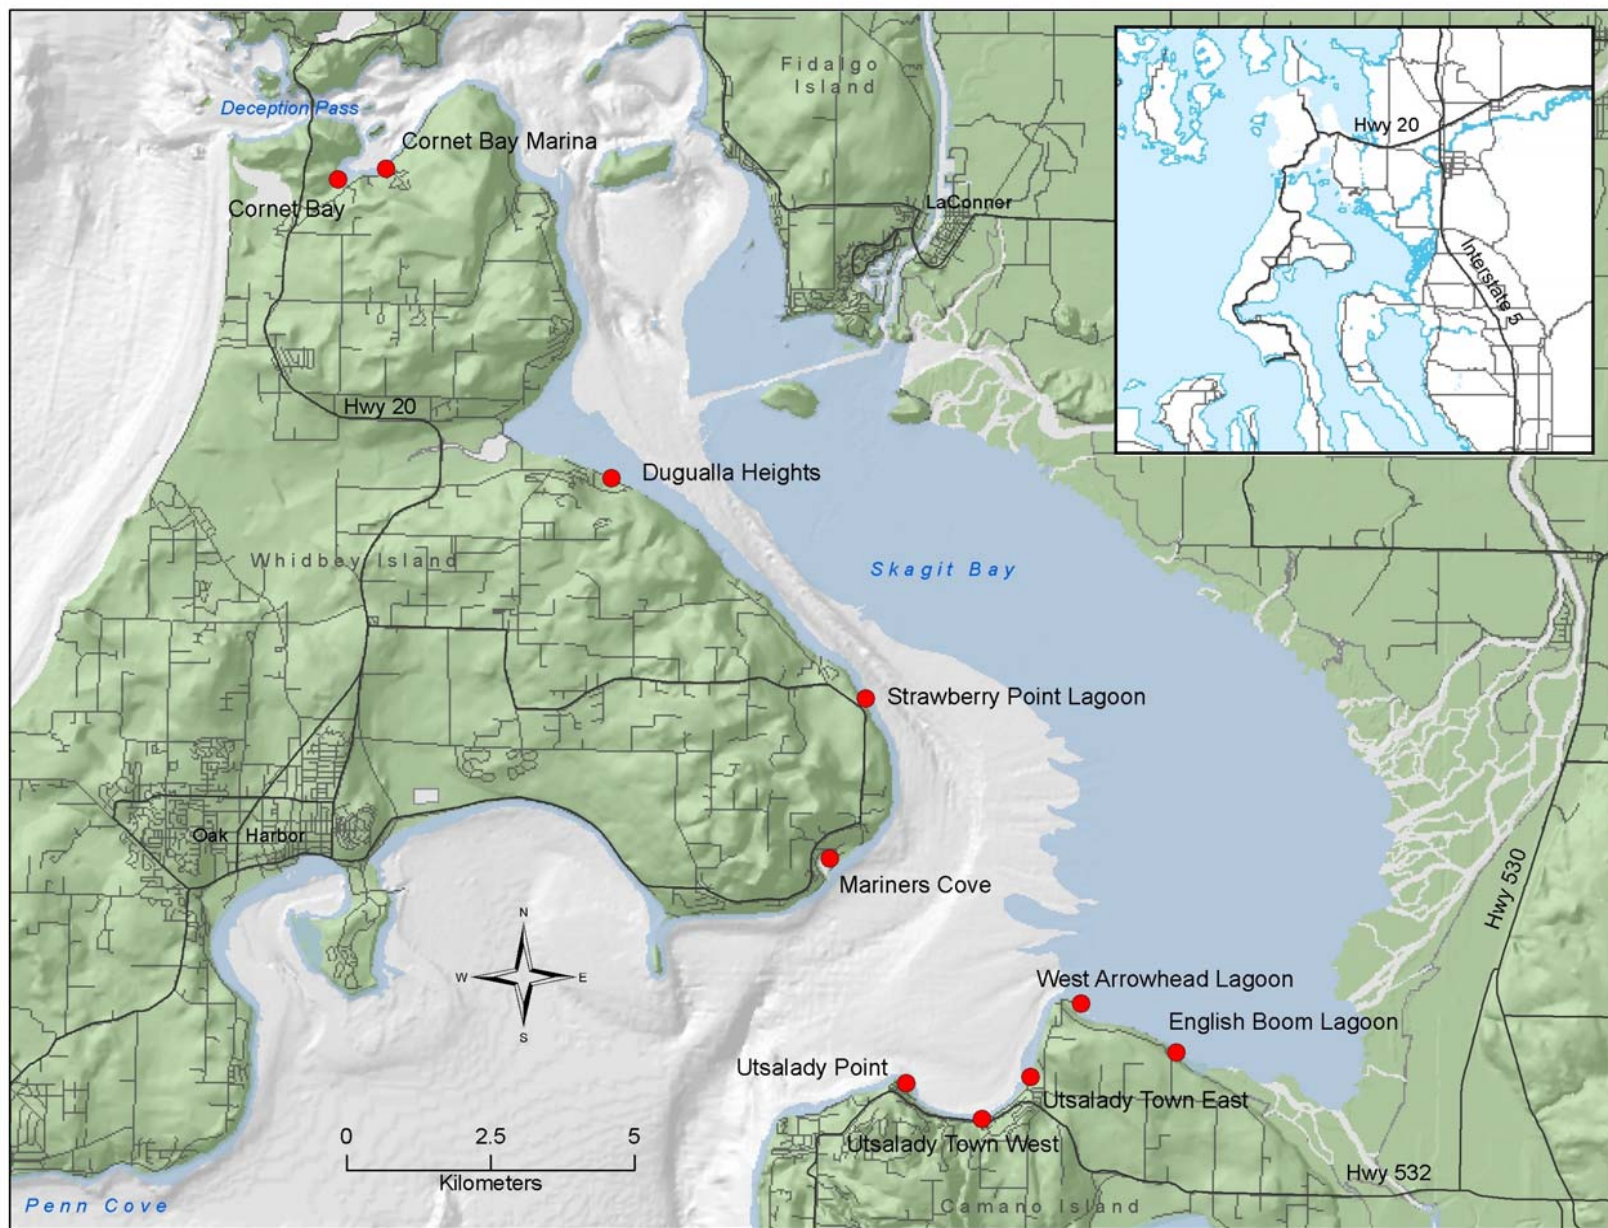 Fidalgo
Island
Deception Pass
Cornet Bay Marina
Cornet Bay
LaConner
Hwy 20
Interstate 5
Hwy 20
Dugualla Heights
Whidbey Island
Skagit Bay
Strawberry Point Lagoon
Oak Harbor
Mariners Cove
Hwy 530
N
W E
S
West Arrowhead Lagoon
English Boom Lagoon
Utsalady Point
Utsalady Town East
Utsalady Town West
0 2.5 5
Kilometers
Hwy 532
Penn Cove
Camano Island